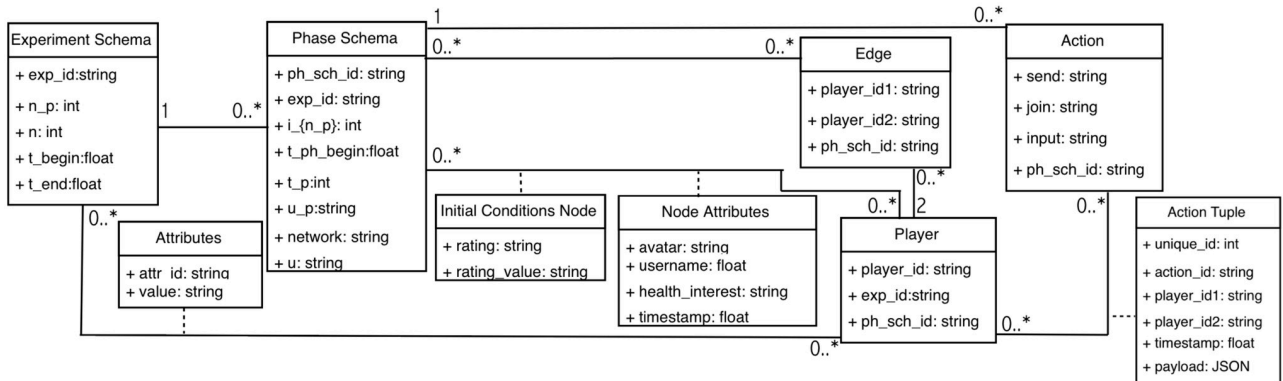 Experiment Schema
+ exp_id:string
+ n_p: int
+ n: int
+ t_begin:float
+ t_end:float
1
0..*
0..*
Phase Schema
+ ph_sch_id: string
+ exp_id: string
+ i_{n_p}: int
+ t_ph_begin:float
+ t_p:int
+ u_p:string
+ network: string
+ u: string
1
0..*
0..*
0..*
0..*
Edge
+ player_id1: string
+ player_id2: string
+ ph_sch_id: string
Action
+ send: string
+ join: string
+ input: string
+ ph_sch_id: string
0..*
2
0..*
0..*
Attributes
+ attr_id: string
+ value: string
Initial Conditions Node
+ rating: string
+ rating_value: string
Node Attributes
+ avatar: string
+ username: float
+ health_interest: string
+ timestamp: float
Player
+ player_id: string
+ exp_id:string
+ ph_sch_id: string
0..*
0..*
Action Tuple
+ unique_id: int
+ action_id: string
+ player_id1: string
+ player_id2: string
+ timestamp: float
+ payload: JSON